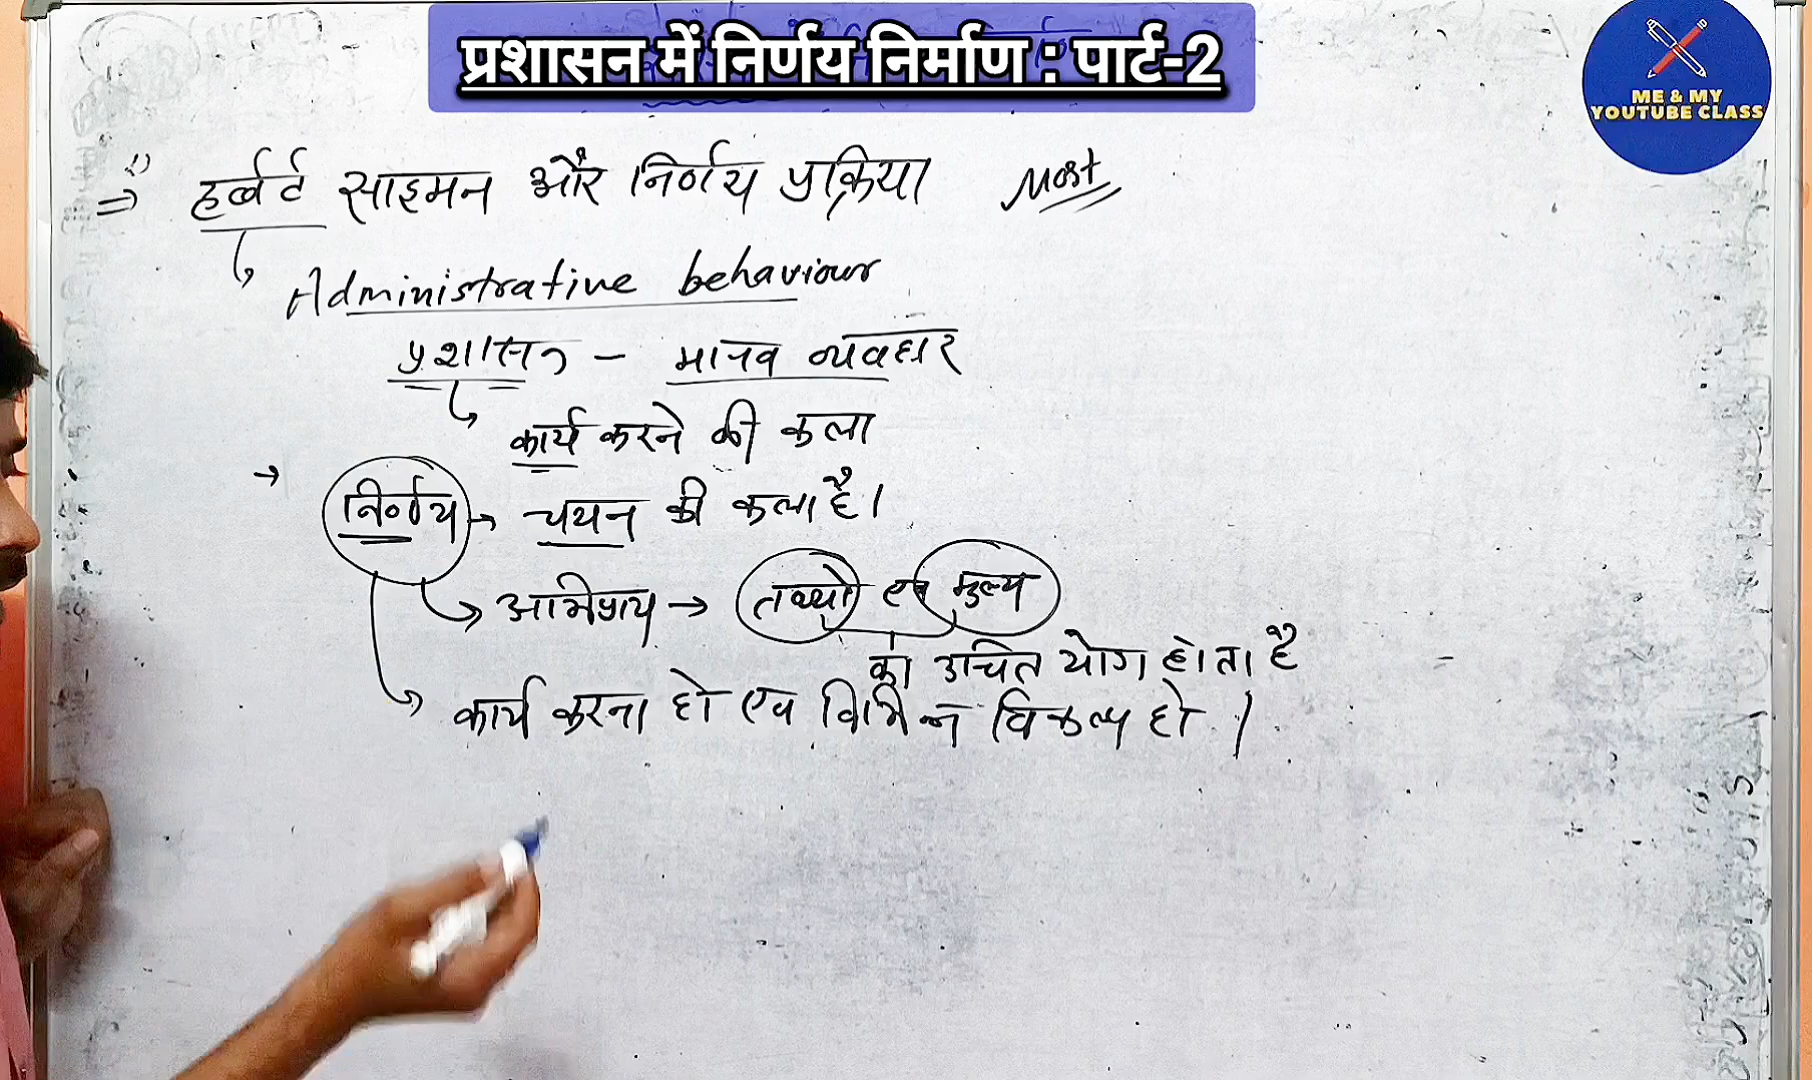 प्रशासन में निर्णय निर्माण : पार्ट-2
ME & MY
YOUTUBE CLASS
⇒ हर्बर्ट साइमन और निर्णय प्रक्रिया Most
Administrative behaviour
प्रशासन - मानव व्यवहार
कार्य करने की कला
→ निर्णय → चयन की कला है।
अभिप्राय → तथ्यो एव मुल्य
का उचित योग होता है
कार्य करना हो एव विभिन्न विकल्प हो।